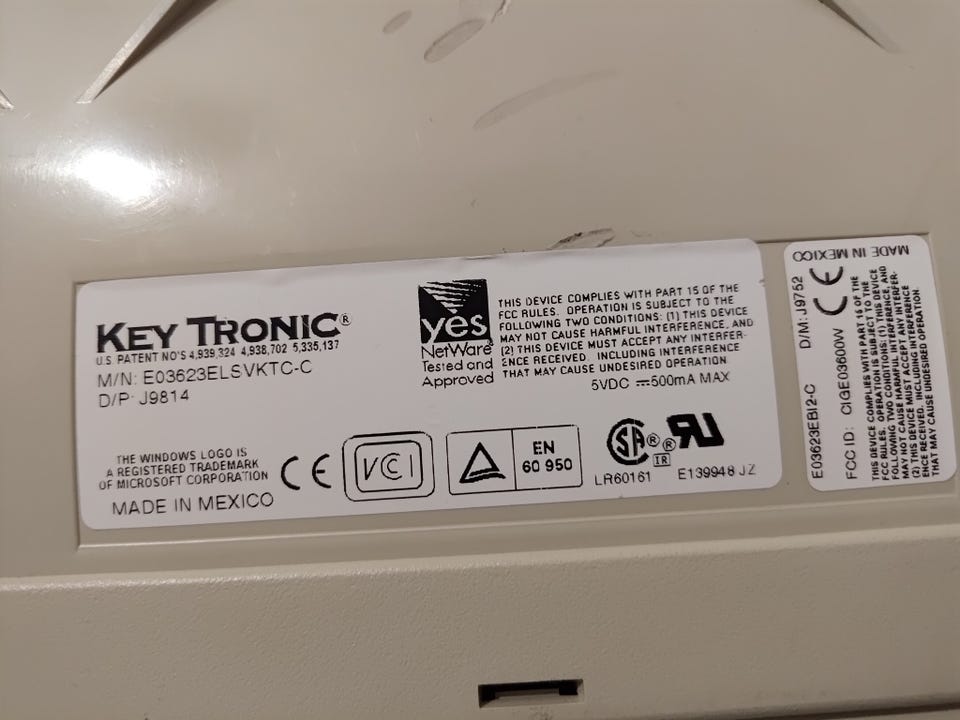 KEY TRONIC®
U.S. PATENT NO'S 4,939,324 4,938,702 5,335,137
M/N: E03623ELSVKTC-C
D/P: J9814
THE WINDOWS LOGO IS
A REGISTERED TRADEMARK
OF MICROSOFT CORPORATION
MADE IN MEXICO
CE
VCCI
yes
NetWare
Tested and
Approved
THIS DEVICE COMPLIES WITH PART 15 OF THE
FCC RULES. OPERATION IS SUBJECT TO THE
FOLLOWING TWO CONDITIONS: (1) THIS DEVICE
MAY NOT CAUSE HARMFUL INTERFERENCE, AND
(2) THIS DEVICE MUST ACCEPT ANY INTERFER-
ENCE RECEIVED, INCLUDING INTERFERENCE
THAT MAY CAUSE UNDESIRED OPERATION
5VDC ⎓500mA MAX
EN
60 950
SA® ®
IR
LR60161
E139948 JZ
MADE IN MEXICO
E03623EBI2-C D/M: J9752
FCC ID: CIGE03600W CE
THIS DEVICE COMPLIES WITH PART 15 OF THE
FCC RULES. OPERATION IS SUBJECT TO THE
FOLLOWING TWO CONDITIONS: (1) THIS DEVICE
MAY NOT CAUSE HARMFUL INTERFERENCE, AND
(2) THIS DEVICE MUST ACCEPT ANY INTERFER-
ENCE RECEIVED, INCLUDING INTERFERENCE
THAT MAY CAUSE UNDESIRED OPERATION.